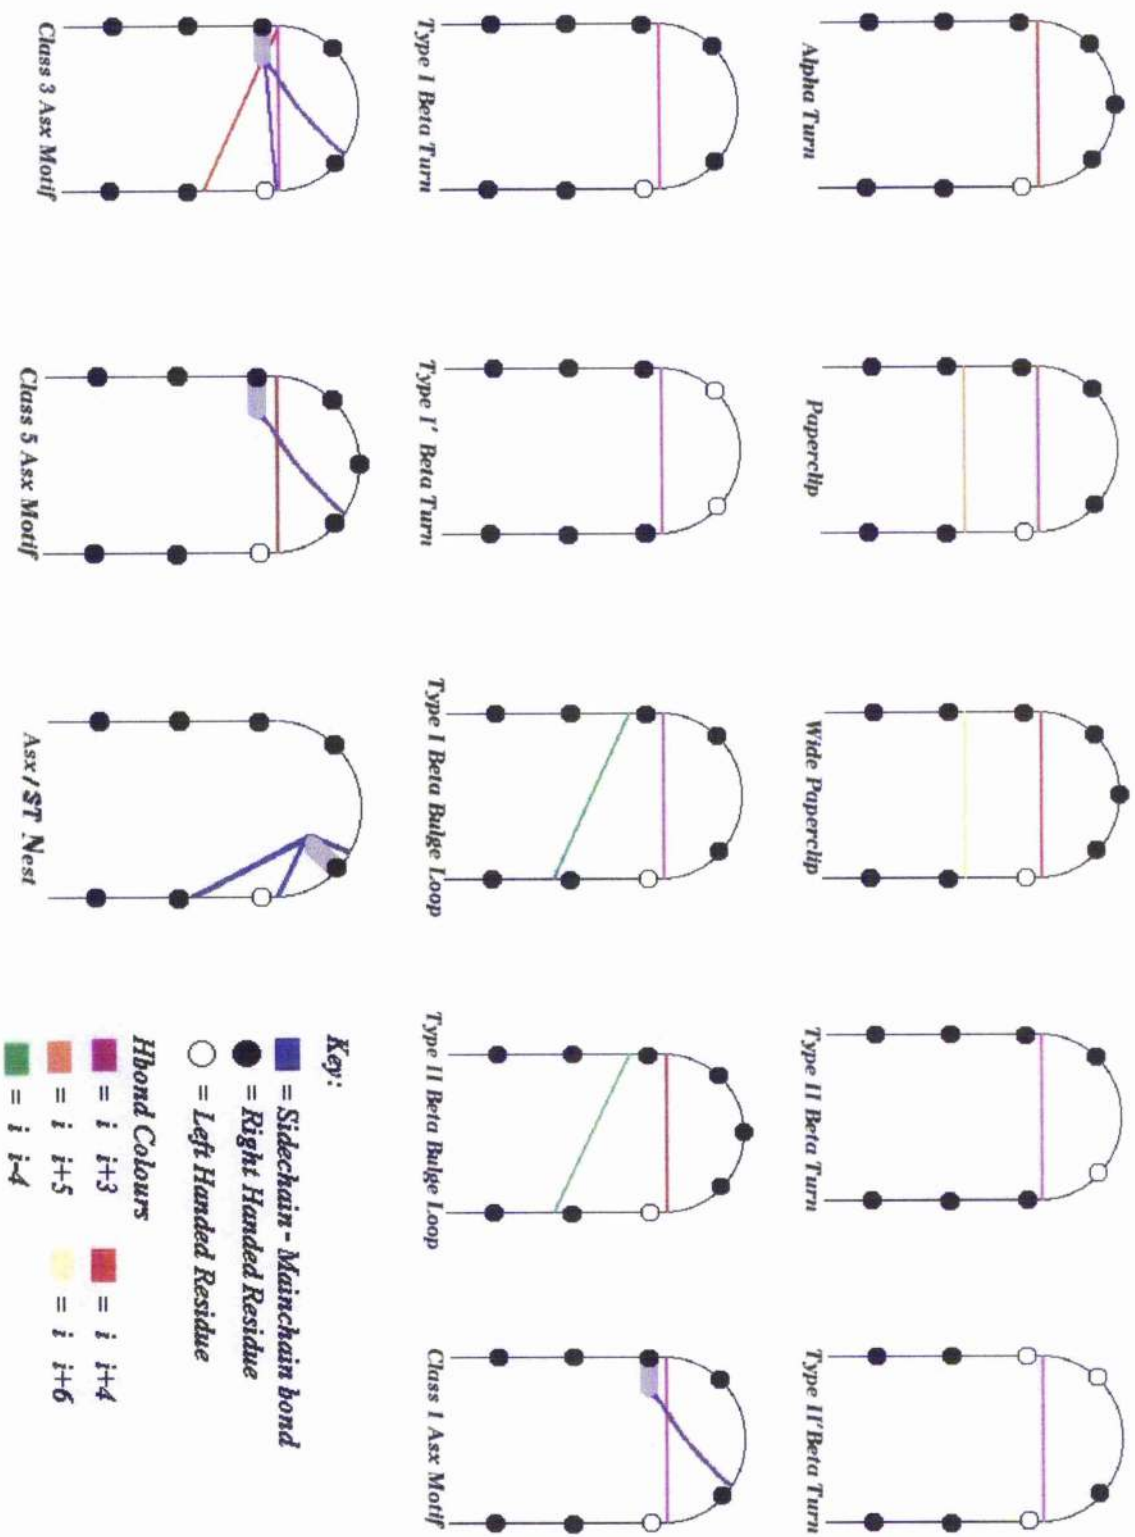 Alpha Turn
Paperclip
Wide Paperclip
Type II Beta Turn
Type II' Beta Turn
Type I Beta Turn
Type I' Beta Turn
Type I Beta Bulge Loop
Type II Beta Bulge Loop
Class 1 Asx Motif
Class 3 Asx Motif
Class 5 Asx Motif
Asx / ST Nest
Key:
= Sidechain - Mainchain bond
= Right Handed Residue
= Left Handed Residue
Hbond Colours
= i i+3
= i i+4
= i i+5
= i i+6
= i i-4